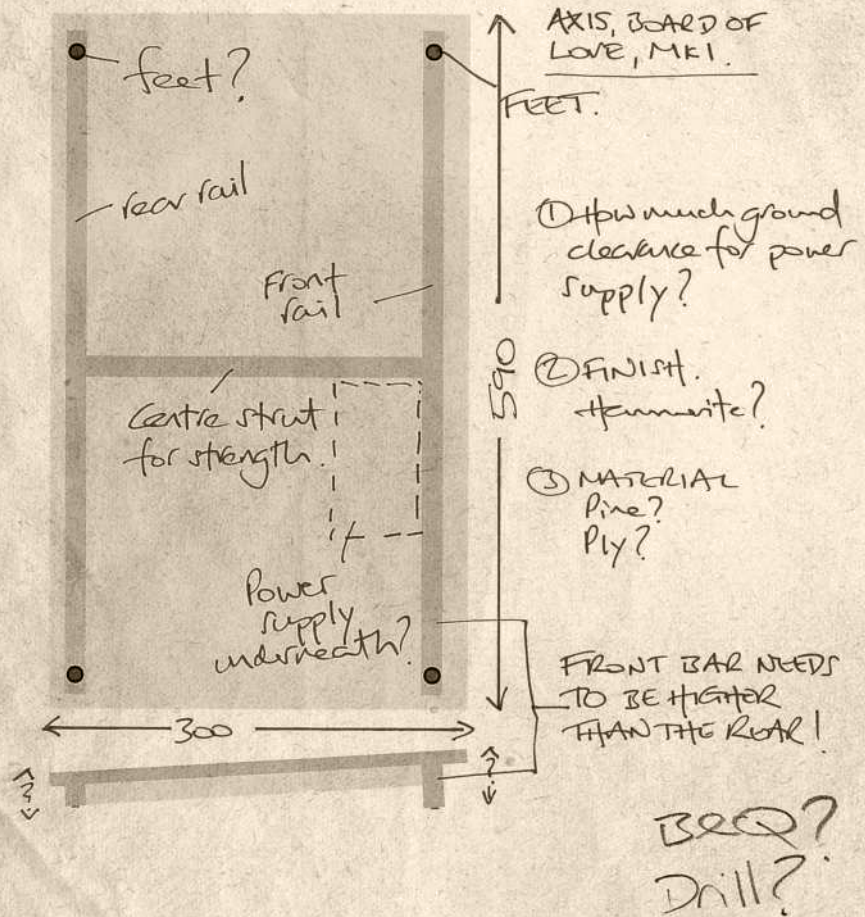 AXIS, BOARD OF
LOVE, MK1.
feet?
FEET.
rear rail
Front
rail
① How much ground
clearance for power
supply?
590
② FINISH.
Hammerite?
Centre strut
for strength.
③ MATERIAL
Pine?
Ply?
Power
supply
underneath?
FRONT BAR NEEDS
TO BE HIGHER
THAN THE REAR!
300
?
?
B&Q?
Drill?